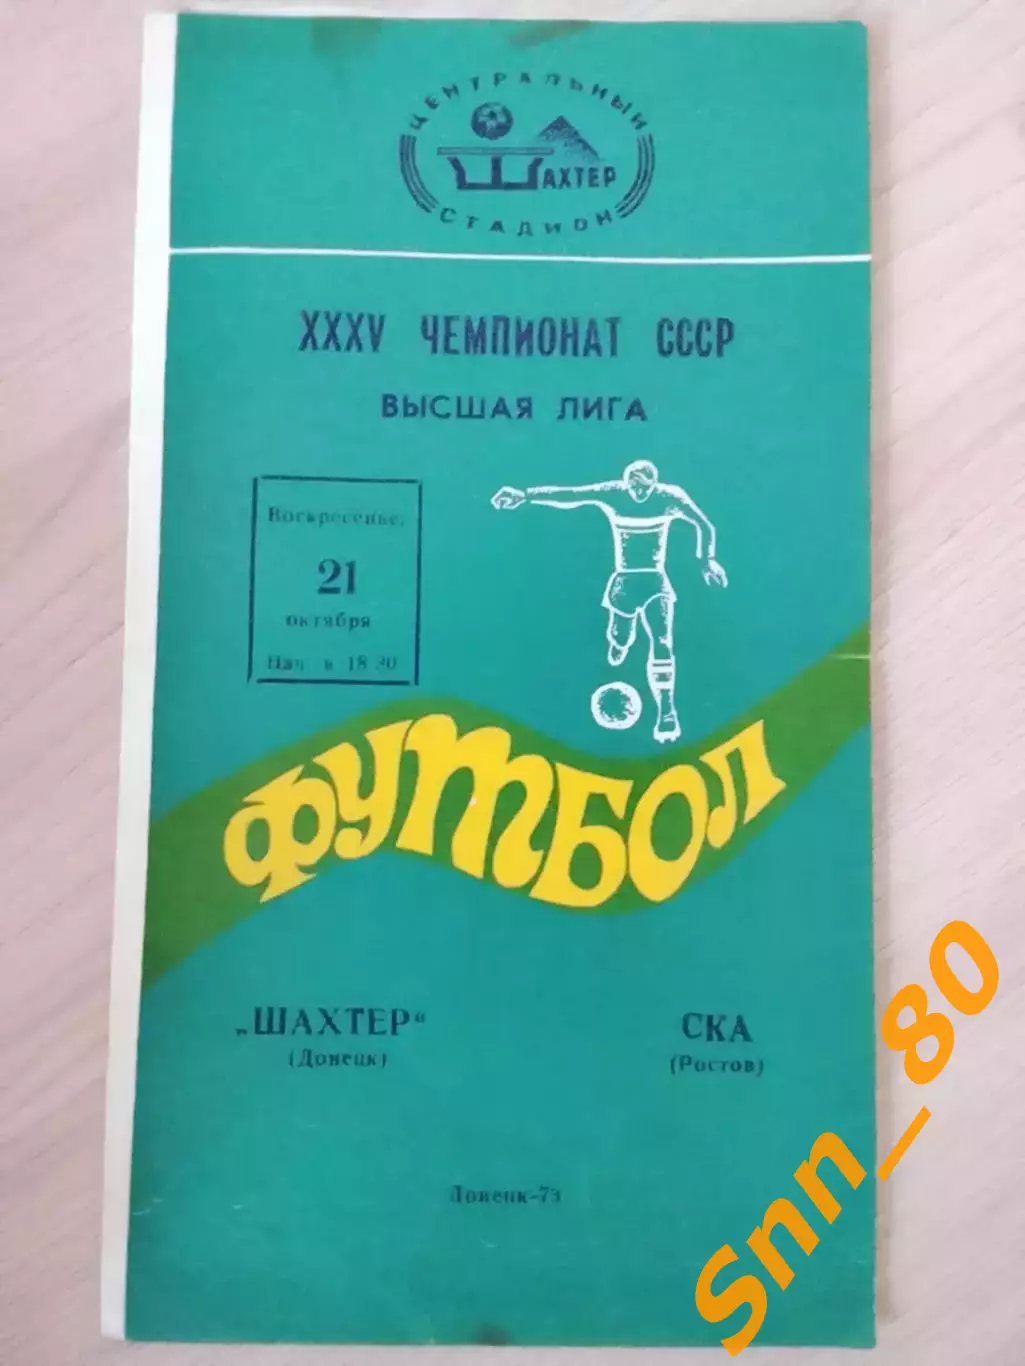 ЦЕНТРАЛЬНЫЙ
ШАХТЕР
СТАДИОН
XXXV ЧЕМПИОНАТ СССР
ВЫСШАЯ ЛИГА
Воскресенье,
21
октября
Нач. в 18.30
ФУТБОЛ
„ШАХТЕР“ СКА
(Донецк) (Ростов)
Донецк-73
Snn_80